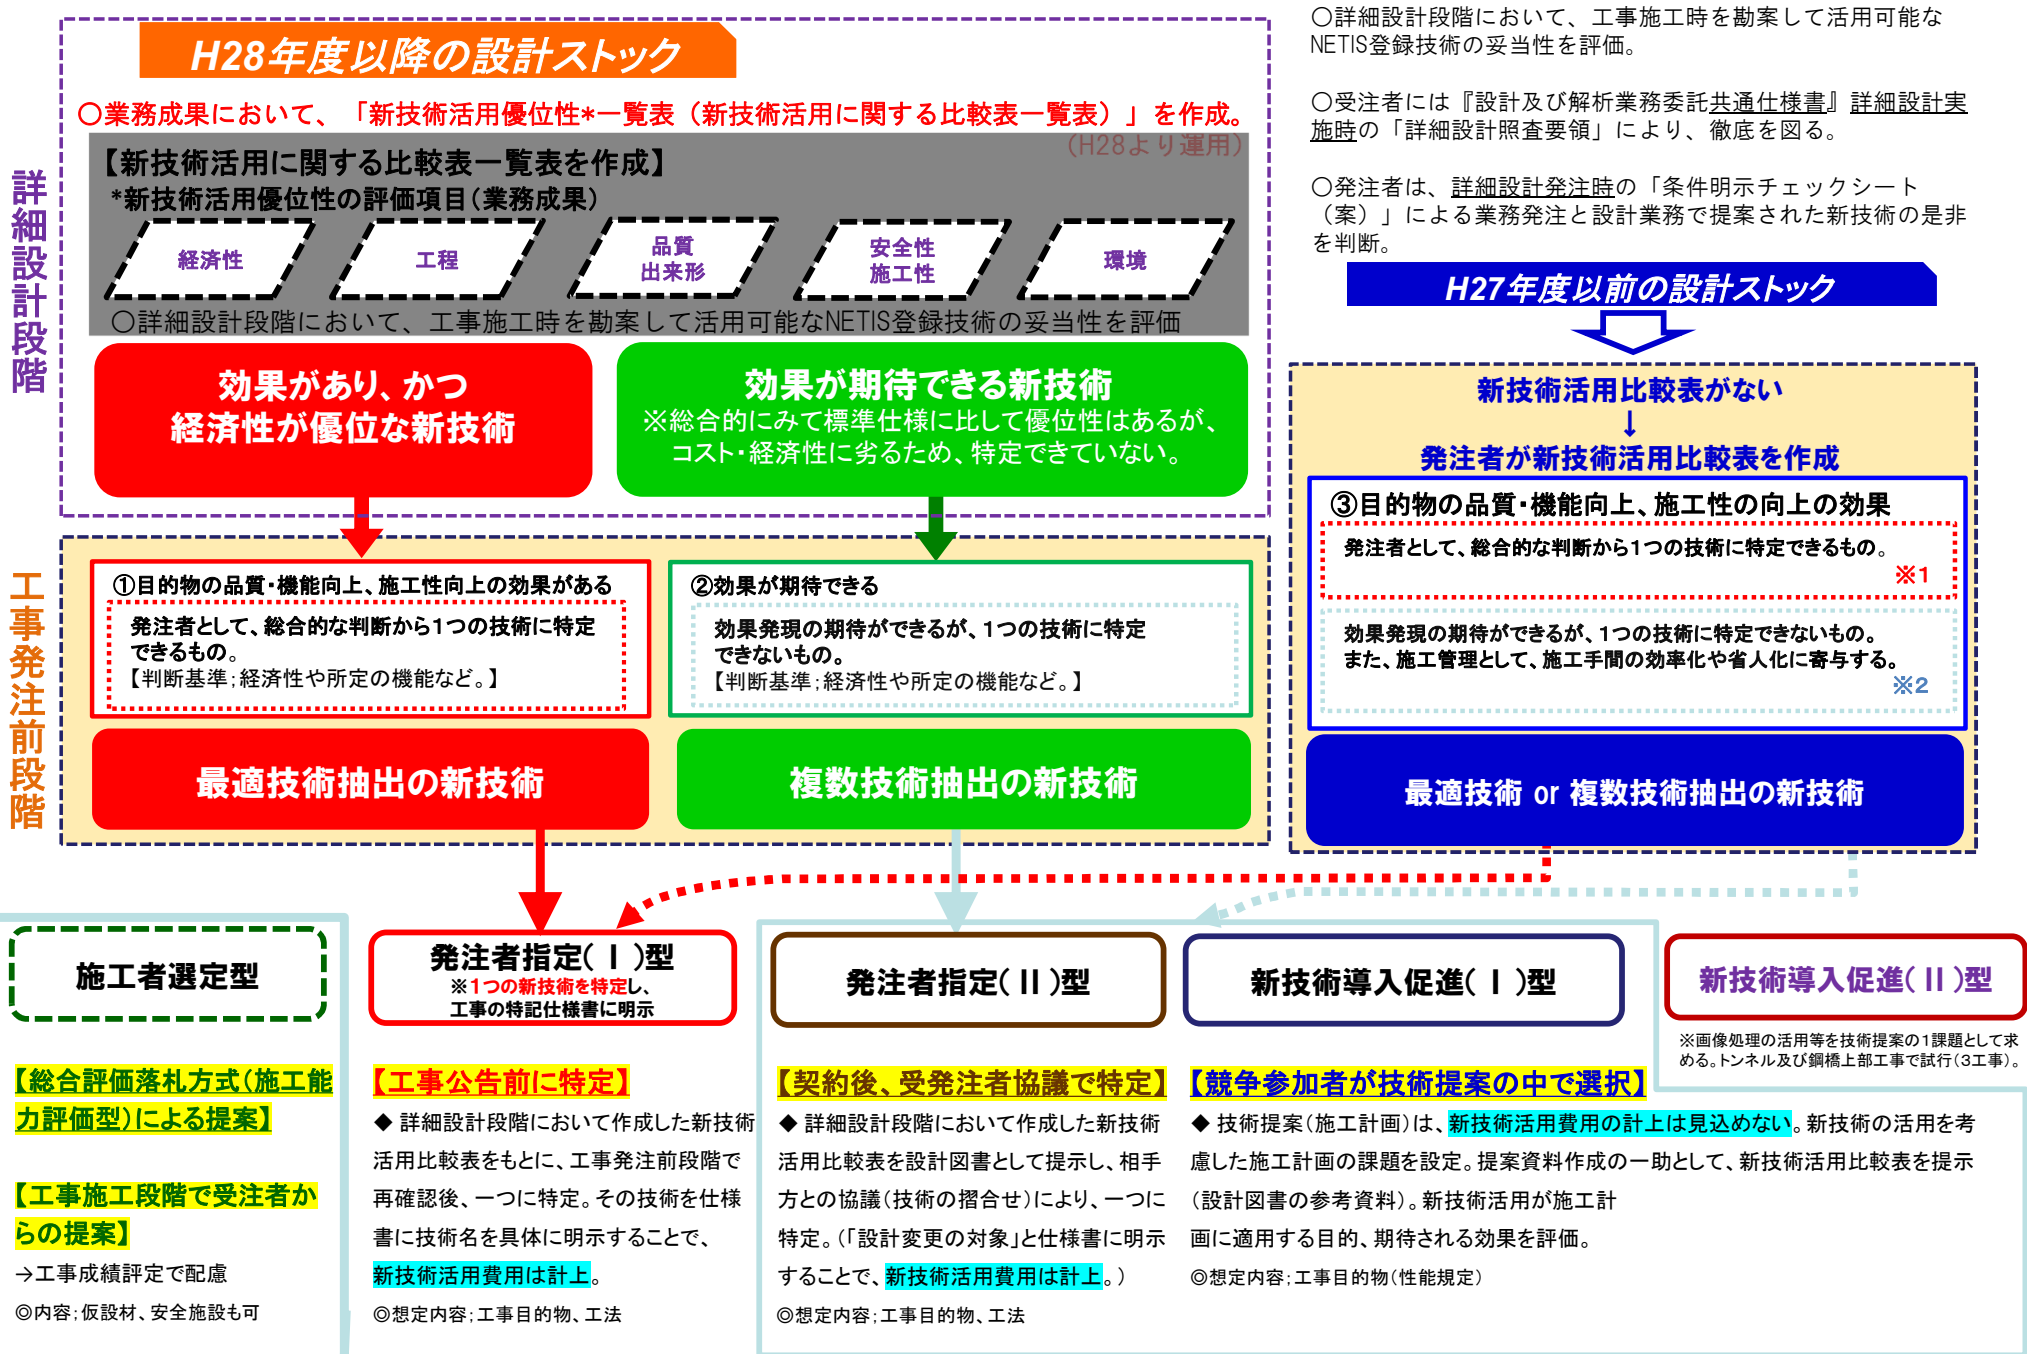 H28年度以降の設計ストック
〇業務成果において、「新技術活用優位性*一覧表（新技術活用に関する比較表一覧表）」を作成。
（H28より運用）
【新技術活用に関する比較表一覧表を作成】
*新技術活用優位性の評価項目（業務成果）
経済性
工程
品質
出来形
安全性
施工性
環境
〇詳細設計段階において、工事施工時を勘案して活用可能なNETIS登録技術の妥当性を評価
詳細設計段階
効果があり、かつ
経済性が優位な新技術
効果が期待できる新技術
※総合的にみて標準仕様に比して優位性はあるが、
コスト・経済性に劣るため、特定できていない。
〇詳細設計段階において、工事施工時を勘案して活用可能な
NETIS登録技術の妥当性を評価。
〇受注者には『設計及び解析業務委託共通仕様書』詳細設計実
施時の「詳細設計照査要領」により、徹底を図る。
〇発注者は、詳細設計発注時の「条件明示チェックシート
（案）」による業務発注と設計業務で提案された新技術の是非
を判断。
H27年度以前の設計ストック
新技術活用比較表がない
↓
発注者が新技術活用比較表を作成
③目的物の品質・機能向上、施工性の向上の効果
発注者として、総合的な判断から1つの技術に特定できるもの。
※1
効果発現の期待ができるが、1つの技術に特定できないもの。
また、施工管理として、施工手間の効率化や省人化に寄与する。
※2
最適技術 or 複数技術抽出の新技術
工事発注前段階
①目的物の品質・機能向上、施工性向上の効果がある
発注者として、総合的な判断から1つの技術に特定
できるもの。
【判断基準；経済性や所定の機能など。】
②効果が期待できる
効果発現の期待ができるが、1つの技術に特定
できないもの。
【判断基準；経済性や所定の機能など。】
最適技術抽出の新技術
複数技術抽出の新技術
施工者選定型
【総合評価落札方式（施工能
力評価型）による提案】
【工事施工段階で受注者か
らの提案】
→工事成績評定で配慮
◎内容；仮設材、安全施設も可
発注者指定(Ⅰ)型
※1つの新技術を特定し、
工事の特記仕様書に明示
【工事公告前に特定】
◆ 詳細設計段階において作成した新技術
活用比較表をもとに、工事発注前段階で
再確認後、一つに特定。その技術を仕様
書に技術名を具体に明示することで、
新技術活用費用は計上。
◎想定内容；工事目的物、工法
発注者指定(Ⅱ)型
【契約後、受発注者協議で特定】
◆ 詳細設計段階において作成した新技術
活用比較表を設計図書として提示し、相手
方との協議（技術の摺合せ）により、一つに
特定。（「設計変更の対象」と仕様書に明示
することで、新技術活用費用は計上。）
◎想定内容；工事目的物、工法
新技術導入促進(Ⅰ)型
【競争参加者が技術提案の中で選択】
◆ 技術提案（施工計画）は、新技術活用費用の計上は見込めない。新技術の活用を考
慮した施工計画の課題を設定。提案資料作成の一助として、新技術活用比較表を提示
（設計図書の参考資料）。新技術活用が施工計
画に適用する目的、期待される効果を評価。
◎想定内容；工事目的物（性能規定）
新技術導入促進(Ⅱ)型
※画像処理の活用等を技術提案の1課題として求
める。トンネル及び鋼橋上部工事で試行（3工事）。